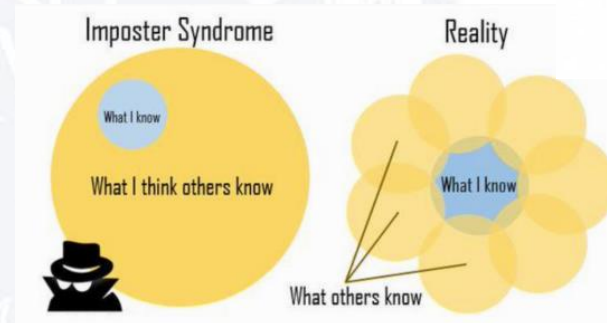 Imposter Syndrome
What I know
What I think others know
Reality
What I know
What others know